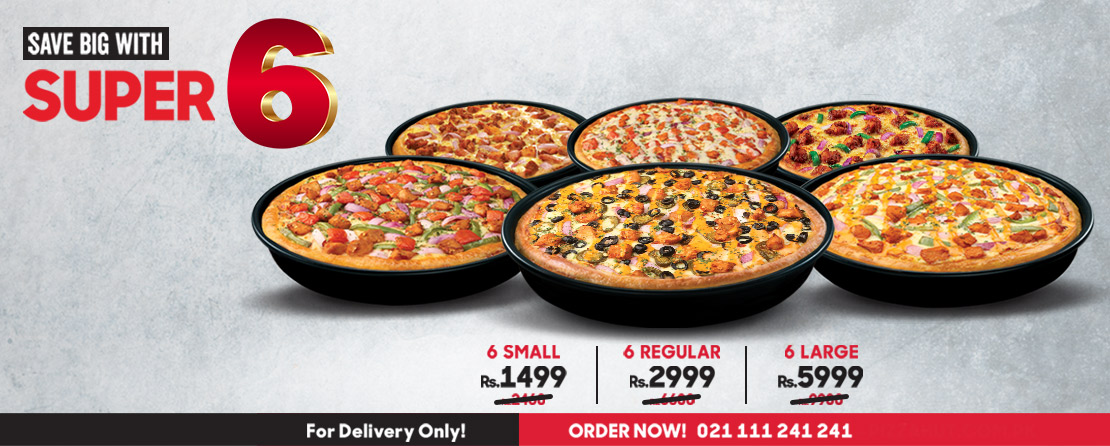 SAVE BIG WITH
SUPER 6
6 SMALL
Rs.1499
6 REGULAR
Rs.2999
6 LARGE
Rs.5999
For Delivery Only!
ORDER NOW! 021 111 241 241